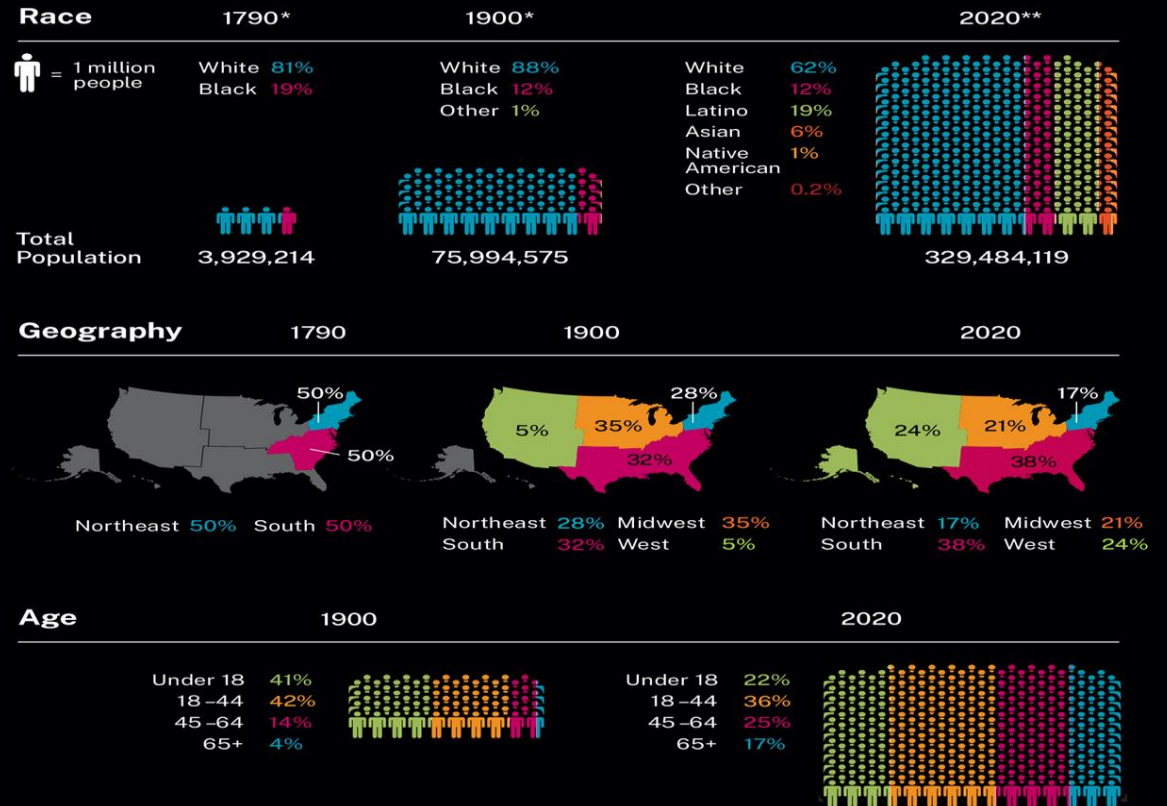 Race 1790* 1900* 2020**
= 1 million people
White 81%
Black 19%
White 88%
Black 12%
Other 1%
White 62%
Black 12%
Latino 19%
Asian 6%
Native American 1%
Other 0.2%
Total Population 3,929,214 75,994,575 329,484,119
Geography 1790 1900 2020
50%
50%
Northeast 50% South 50%
28%
5%
35%
32%
Northeast 28% Midwest 35%
South 32% West 5%
17%
24%
21%
38%
Northeast 17% Midwest 21%
South 38% West 24%
Age 1900 2020
Under 18 41%
18–44 42%
45–64 14%
65+ 4%
Under 18 22%
18–44 36%
45–64 25%
65+ 17%